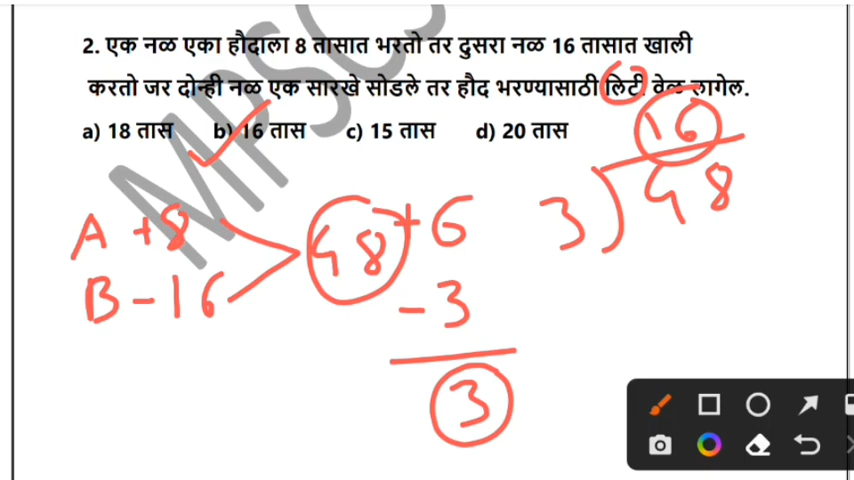 2. एक नळ एका हौदाला 8 तासात भरतो तर दुसरा नळ 16 तासात खाली
करतो जर दोन्ही नळ एक सारखे सोडले तर हौद भरण्यासाठी लिटी वेळ लागेल.
a) 18 तास b) 16 तास c) 15 तास d) 20 तास
MPSC
A +8
B -16
48
+6
-3
3
16
3) 48